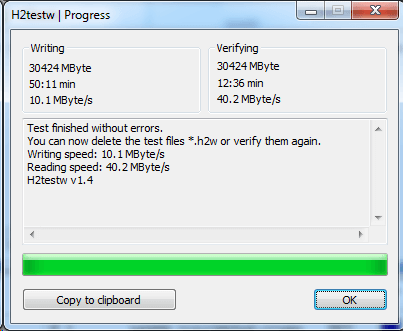 H2testw | Progress
Writing
30424 MByte
50:11 min
10.1 MByte/s
Verifying
30424 MByte
12:36 min
40.2 MByte/s
Test finished without errors.
You can now delete the test files *.h2w or verify them again.
Writing speed: 10.1 MByte/s
Reading speed: 40.2 MByte/s
H2testw v1.4
Copy to clipboard
OK